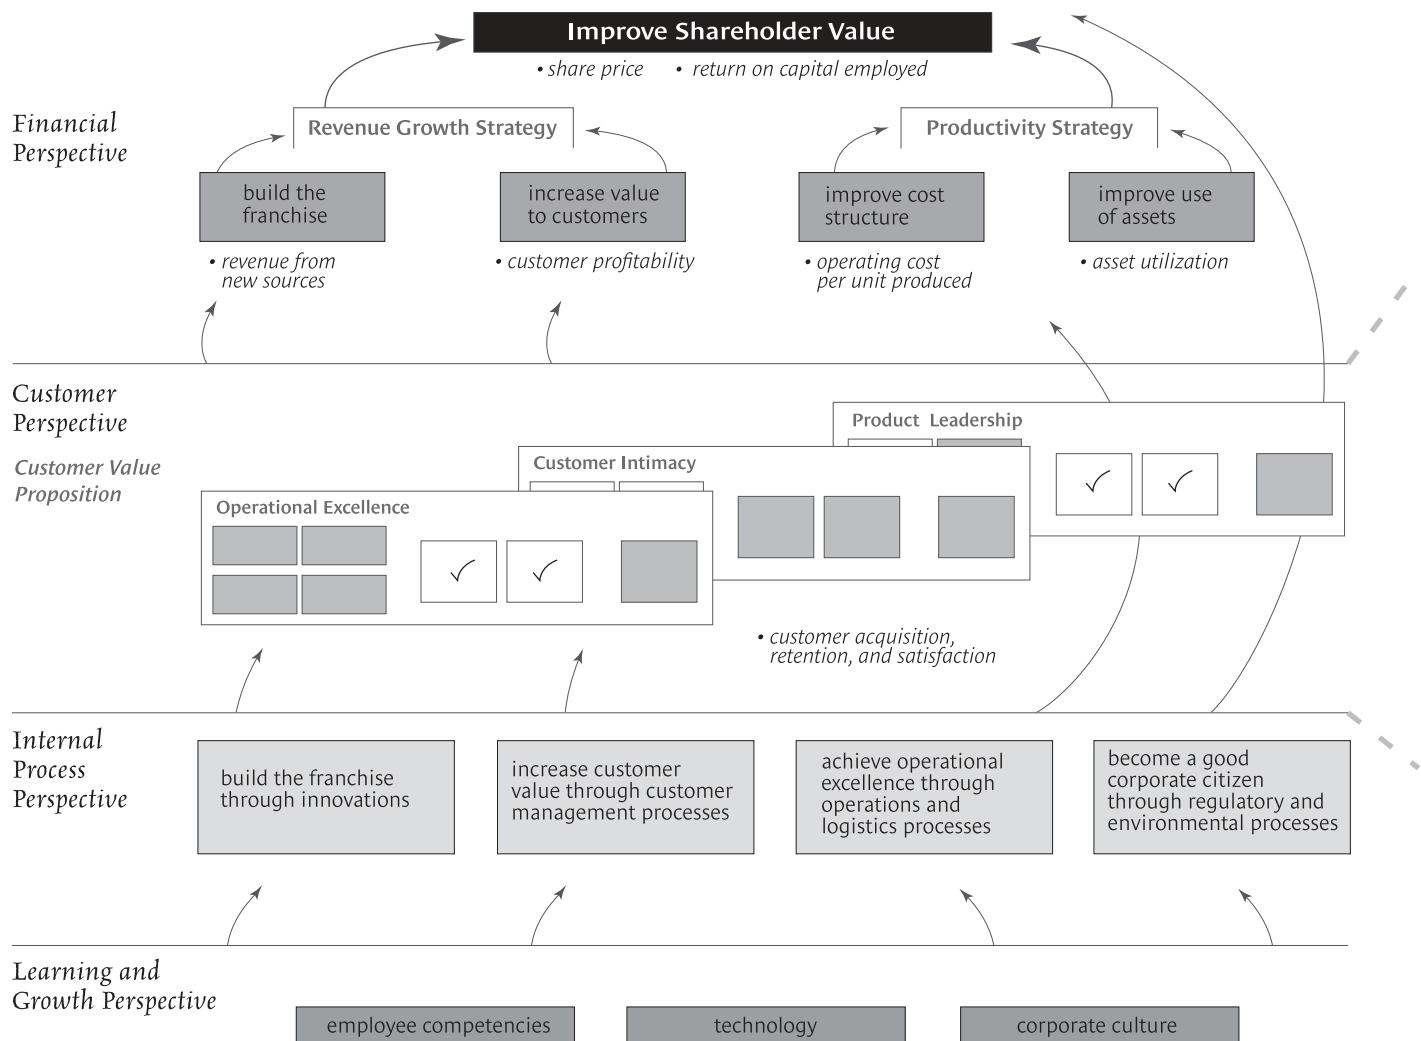 Improve Shareholder Value
• share price • return on capital employed
Financial
Perspective
Revenue Growth Strategy
Productivity Strategy
build the
franchise
increase value
to customers
improve cost
structure
improve use
of assets
• revenue from
new sources
• customer profitability
• operating cost
per unit produced
• asset utilization
Customer
Perspective
Customer Value
Proposition
Product Leadership
Customer Intimacy
Operational Excellence
• customer acquisition,
retention, and satisfaction
Internal
Process
Perspective
build the franchise
through innovations
increase customer
value through customer
management processes
achieve operational
excellence through
operations and
logistics processes
become a good
corporate citizen
through regulatory and
environmental processes
Learning and
Growth Perspective
employee competencies
technology
corporate culture